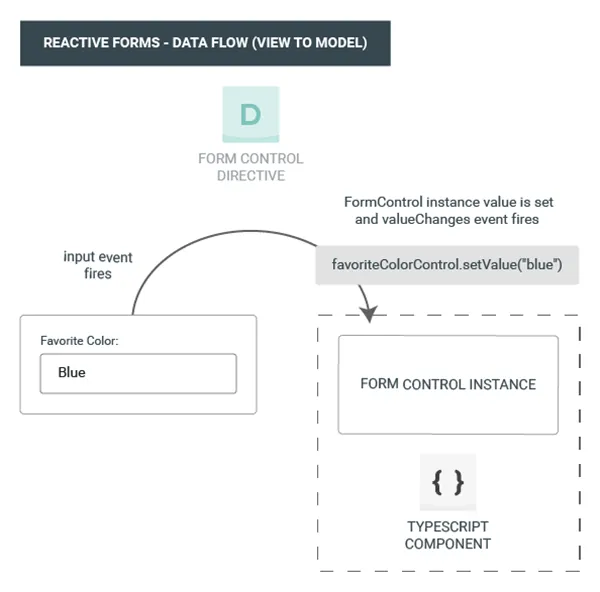 REACTIVE FORMS - DATA FLOW (VIEW TO MODEL)
D
FORM CONTROL
DIRECTIVE
FormControl instance value is set
and valueChanges event fires
input event
fires
favoriteColorControl.setValue("blue")
Favorite Color:
Blue
FORM CONTROL INSTANCE
{ }
TYPESCRIPT
COMPONENT